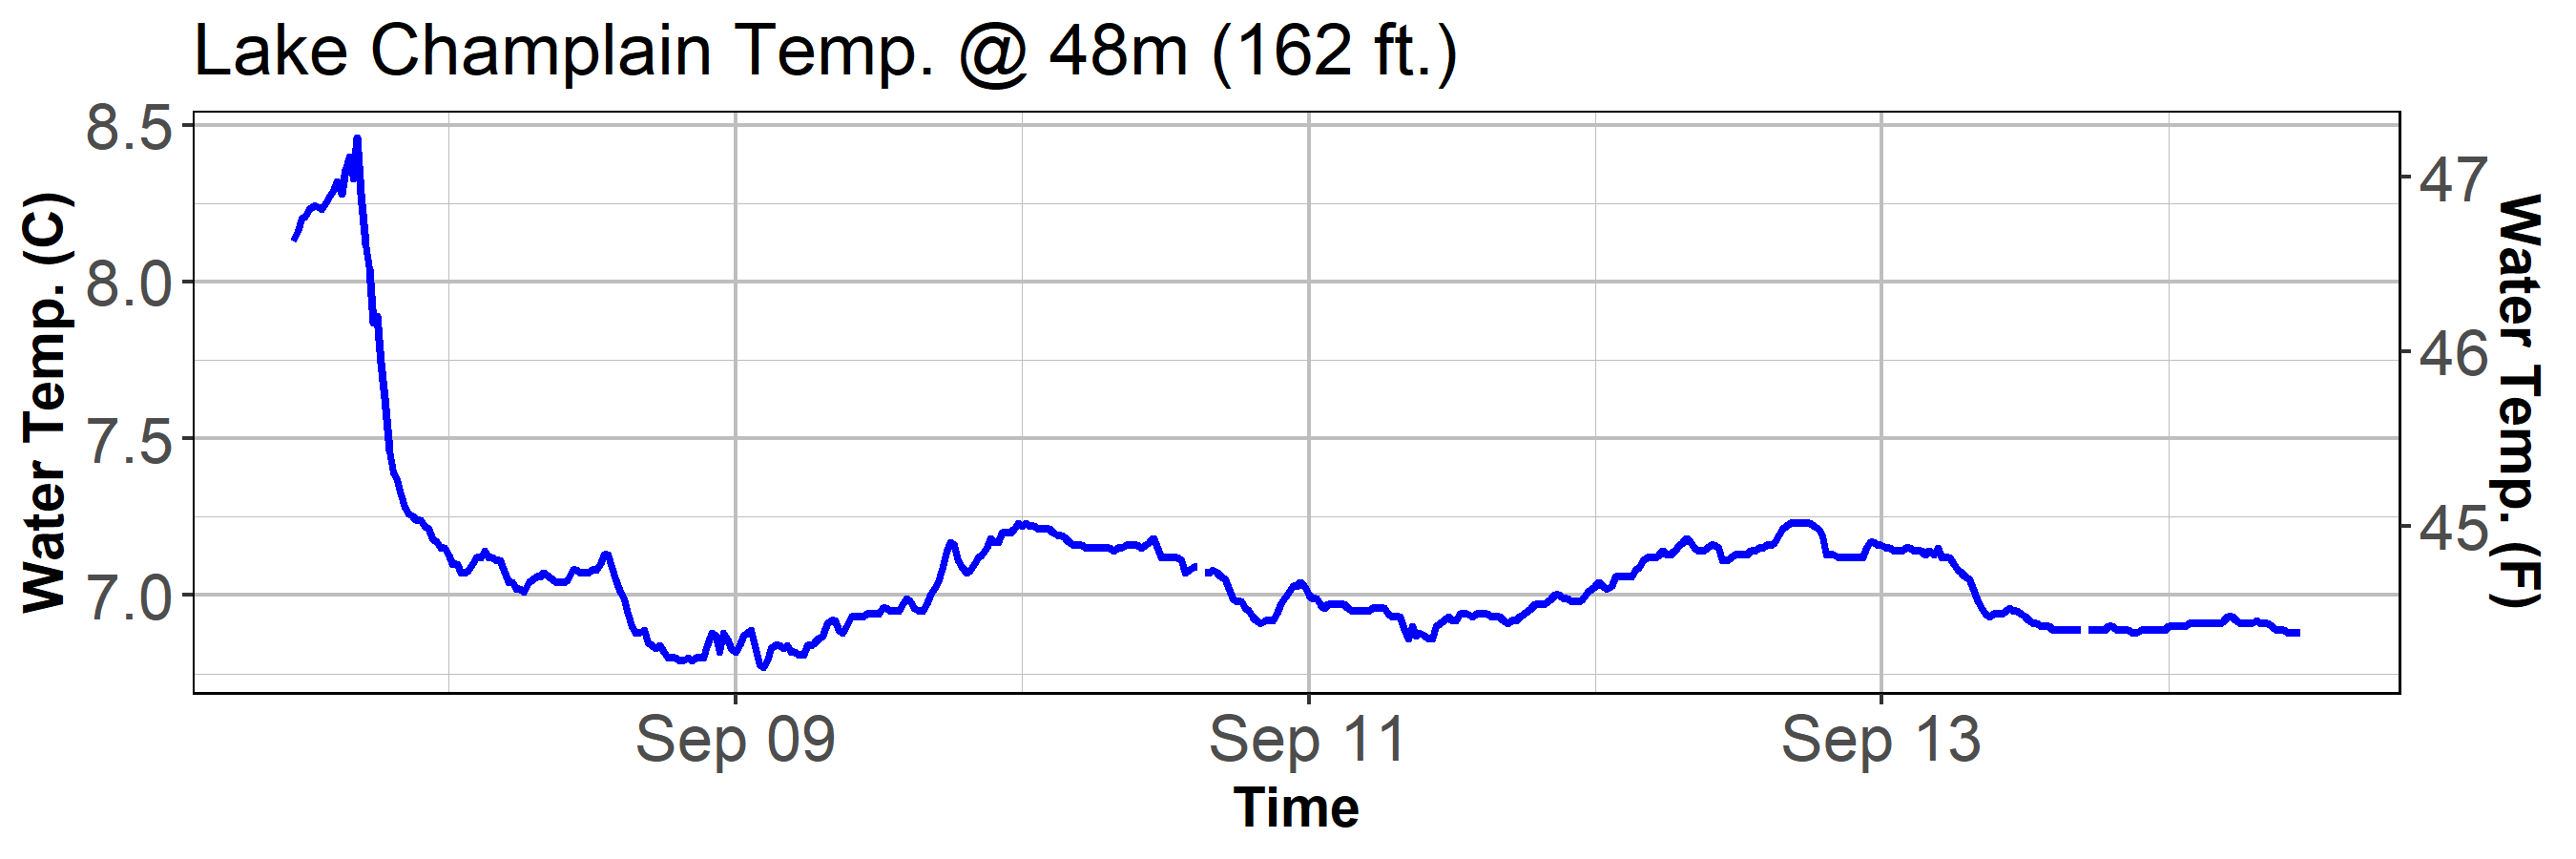 Lake Champlain Temp. @ 48m (162 ft.)
Water Temp. (C)
8.5
8.0
7.5
7.0
47
46
45
Water Temp. (F)
Sep 09 Sep 11 Sep 13
Time